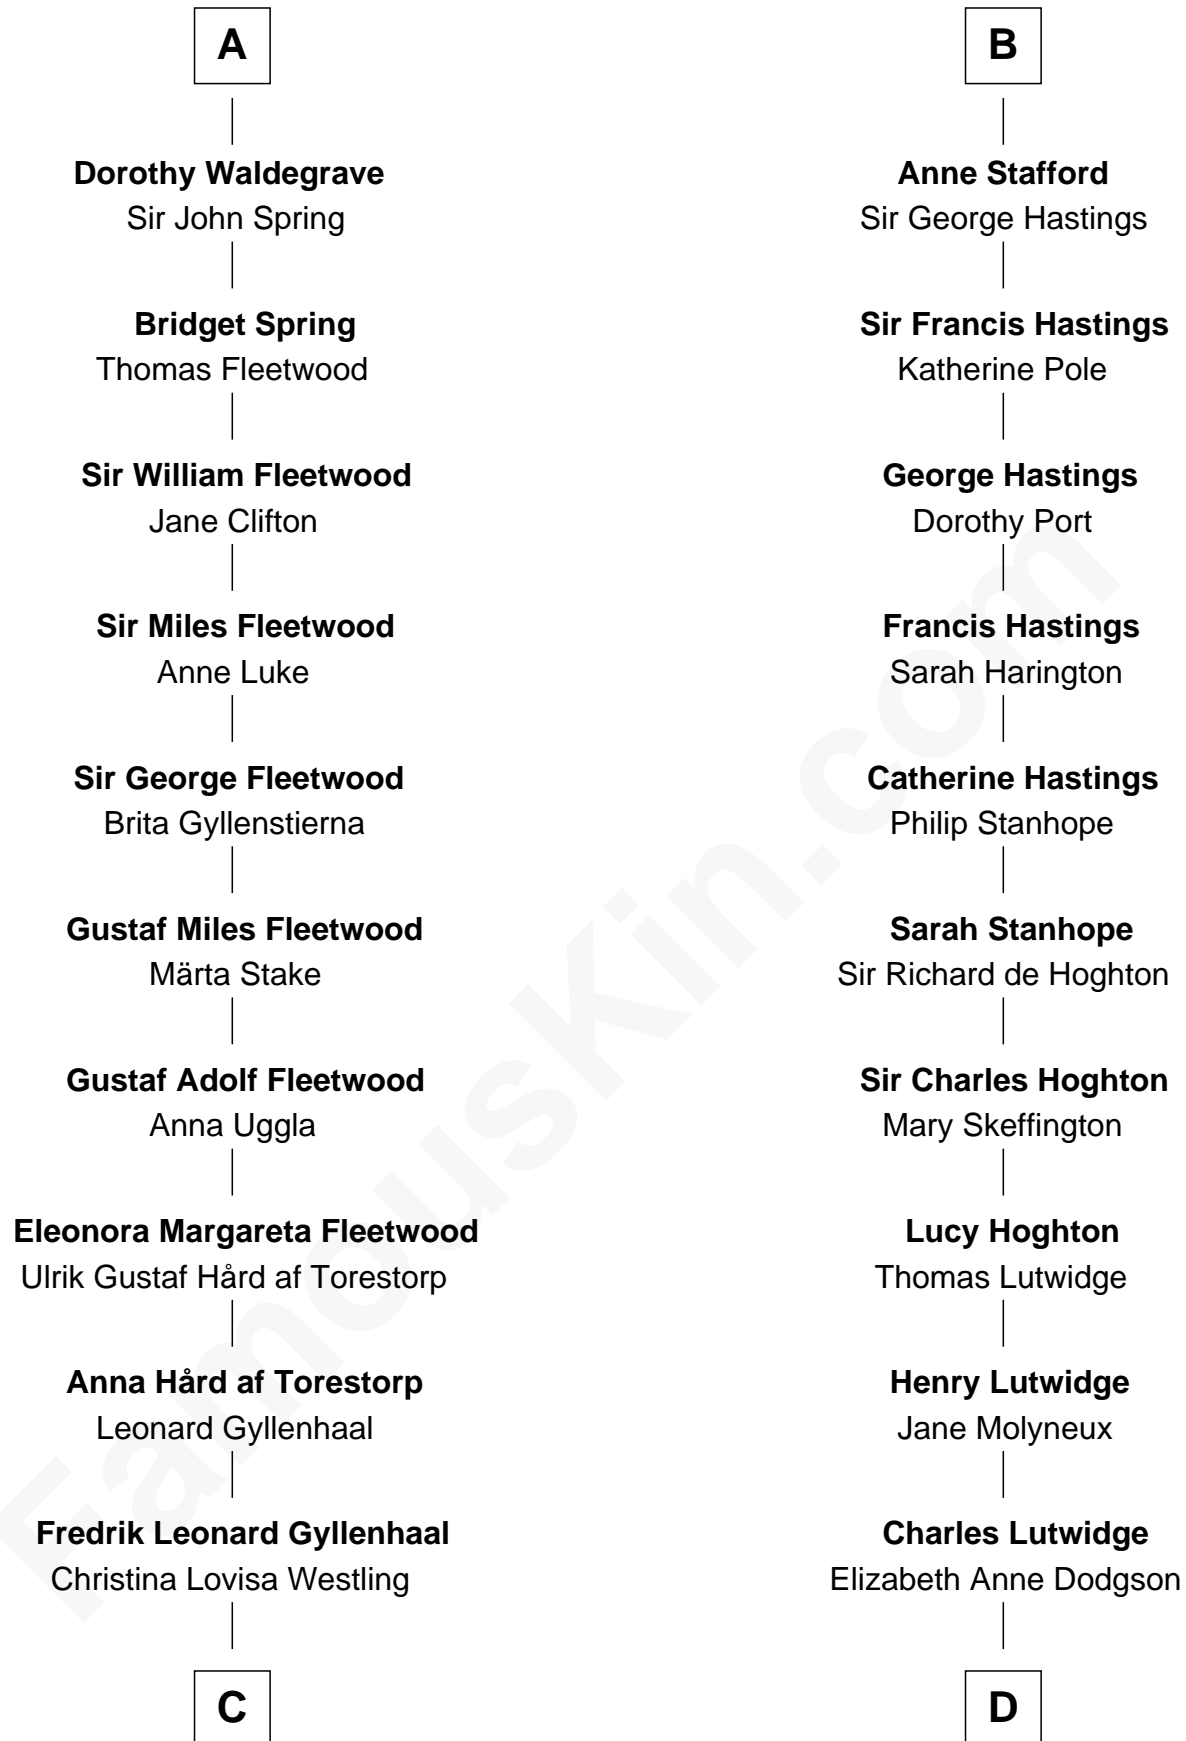 A
Dorothy Waldegrave
Sir John Spring
Bridget Spring
Thomas Fleetwood
Sir William Fleetwood
Jane Clifton
Sir Miles Fleetwood
Anne Luke
Sir George Fleetwood
Brita Gyllenstierna
Gustaf Miles Fleetwood
Märta Stake
Gustaf Adolf Fleetwood
Anna Uggla
Eleonora Margareta Fleetwood
Ulrik Gustaf Hård af Torestorp
Anna Hård af Torestorp
Leonard Gyllenhaal
Fredrik Leonard Gyllenhaal
Christina Lovisa Westling
C
B
Anne Stafford
Sir George Hastings
Sir Francis Hastings
Katherine Pole
George Hastings
Dorothy Port
Francis Hastings
Sarah Harington
Catherine Hastings
Philip Stanhope
Sarah Stanhope
Sir Richard de Hoghton
Sir Charles Hoghton
Mary Skeffington
Lucy Hoghton
Thomas Lutwidge
Henry Lutwidge
Jane Molyneux
Charles Lutwidge
Elizabeth Anne Dodgson
D
FamousKin.com